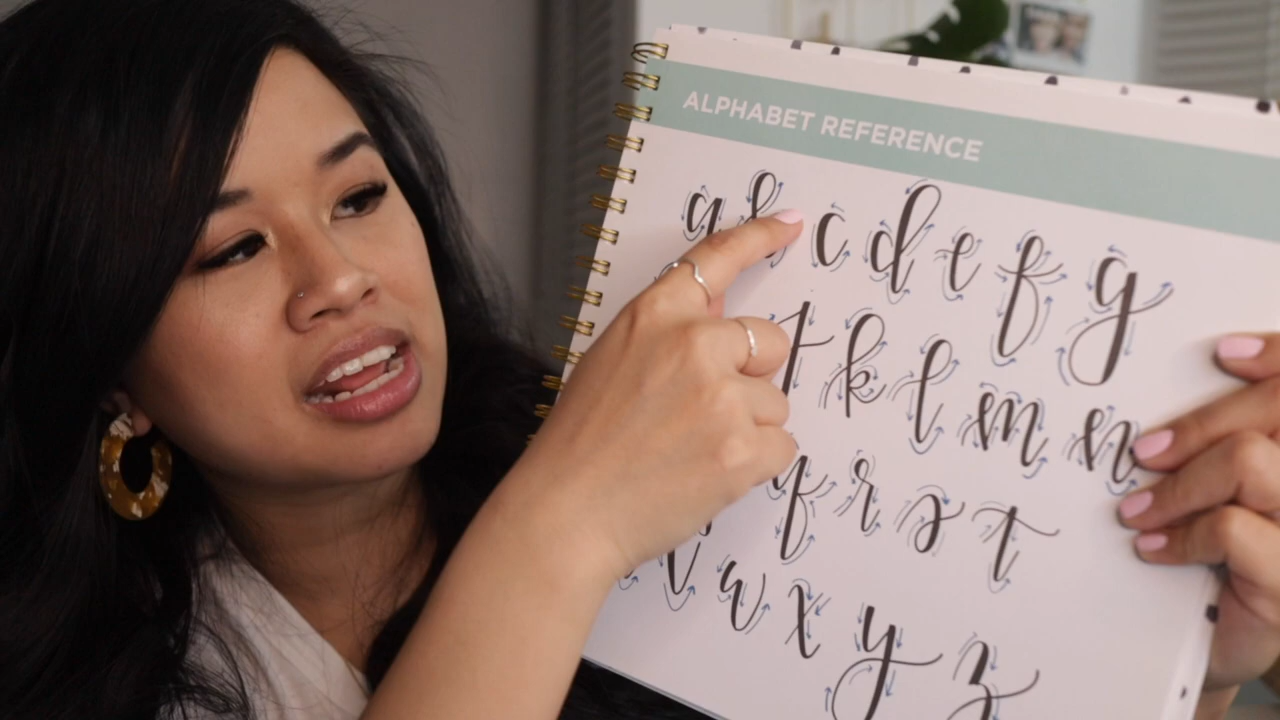 ALPHABET REFERENCE
a b c d e f g
k l m n
q r s t
v w x y z